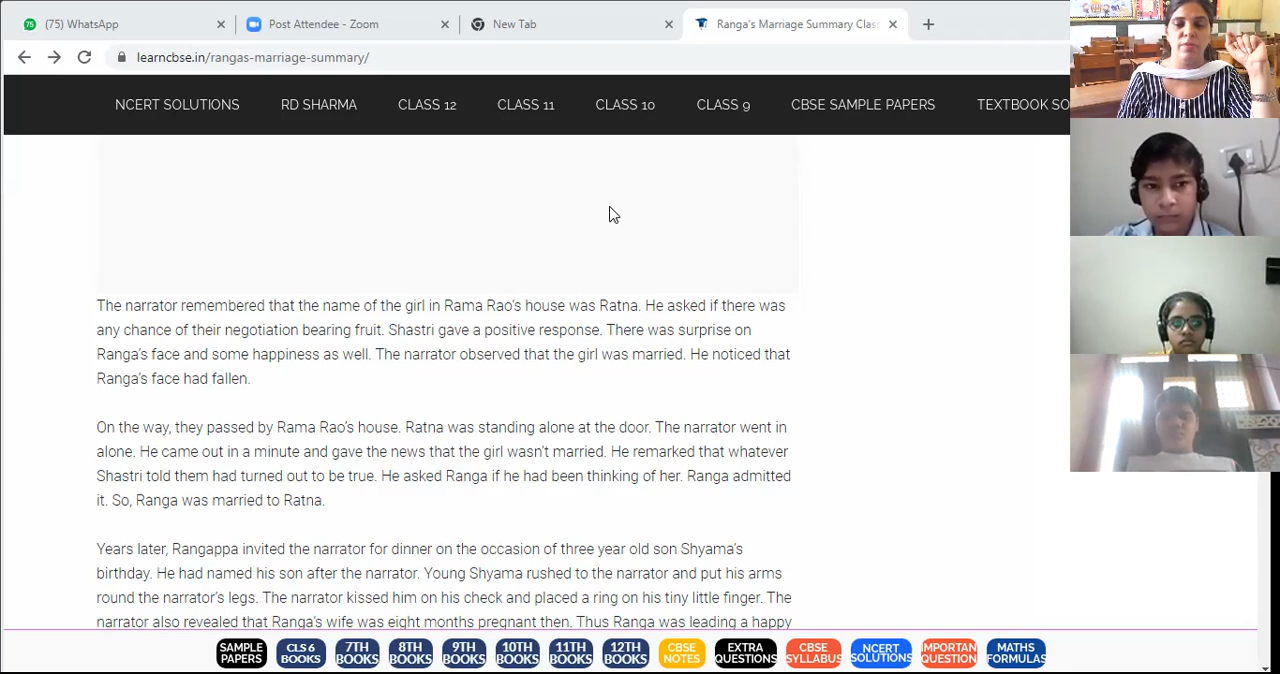 (75) WhatsApp
Post Attendee - Zoom
New Tab
Ranga's Marriage Summary Clas
learncbse.in/rangas-marriage-summary/
NCERT SOLUTIONS RD SHARMA CLASS 12 CLASS 11 CLASS 10 CLASS 9 CBSE SAMPLE PAPERS TEXTBOOK SO
The narrator remembered that the name of the girl in Rama Rao's house was Ratna. He asked if there was
any chance of their negotiation bearing fruit. Shastri gave a positive response. There was surprise on
Ranga's face and some happiness as well. The narrator observed that the girl was married. He noticed that
Ranga's face had fallen.
On the way, they passed by Rama Rao's house. Ratna was standing alone at the door. The narrator went in
alone. He came out in a minute and gave the news that the girl wasn't married. He remarked that whatever
Shastri told them had turned out to be true. He asked Ranga if he had been thinking of her. Ranga admitted
it. So, Ranga was married to Ratna.
Years later, Rangappa invited the narrator for dinner on the occasion of three year old son Shyama's
birthday. He had named his son after the narrator. Young Shyama rushed to the narrator and put his arms
round the narrator's legs. The narrator kissed him on his check and placed a ring on his tiny little finger. The
narrator also revealed that Ranga's wife was eight months pregnant then. Thus Ranga was leading a happy
SAMPLE PAPERS
CLS 6 BOOKS
7TH BOOKS
8TH BOOKS
9TH BOOKS
10TH BOOKS
11TH BOOKS
12TH BOOKS
CBSE NOTES
EXTRA QUESTIONS
CBSE SYLLABUS
NCERT SOLUTIONS
IMPORTAN QUESTION
MATHS FORMULAS